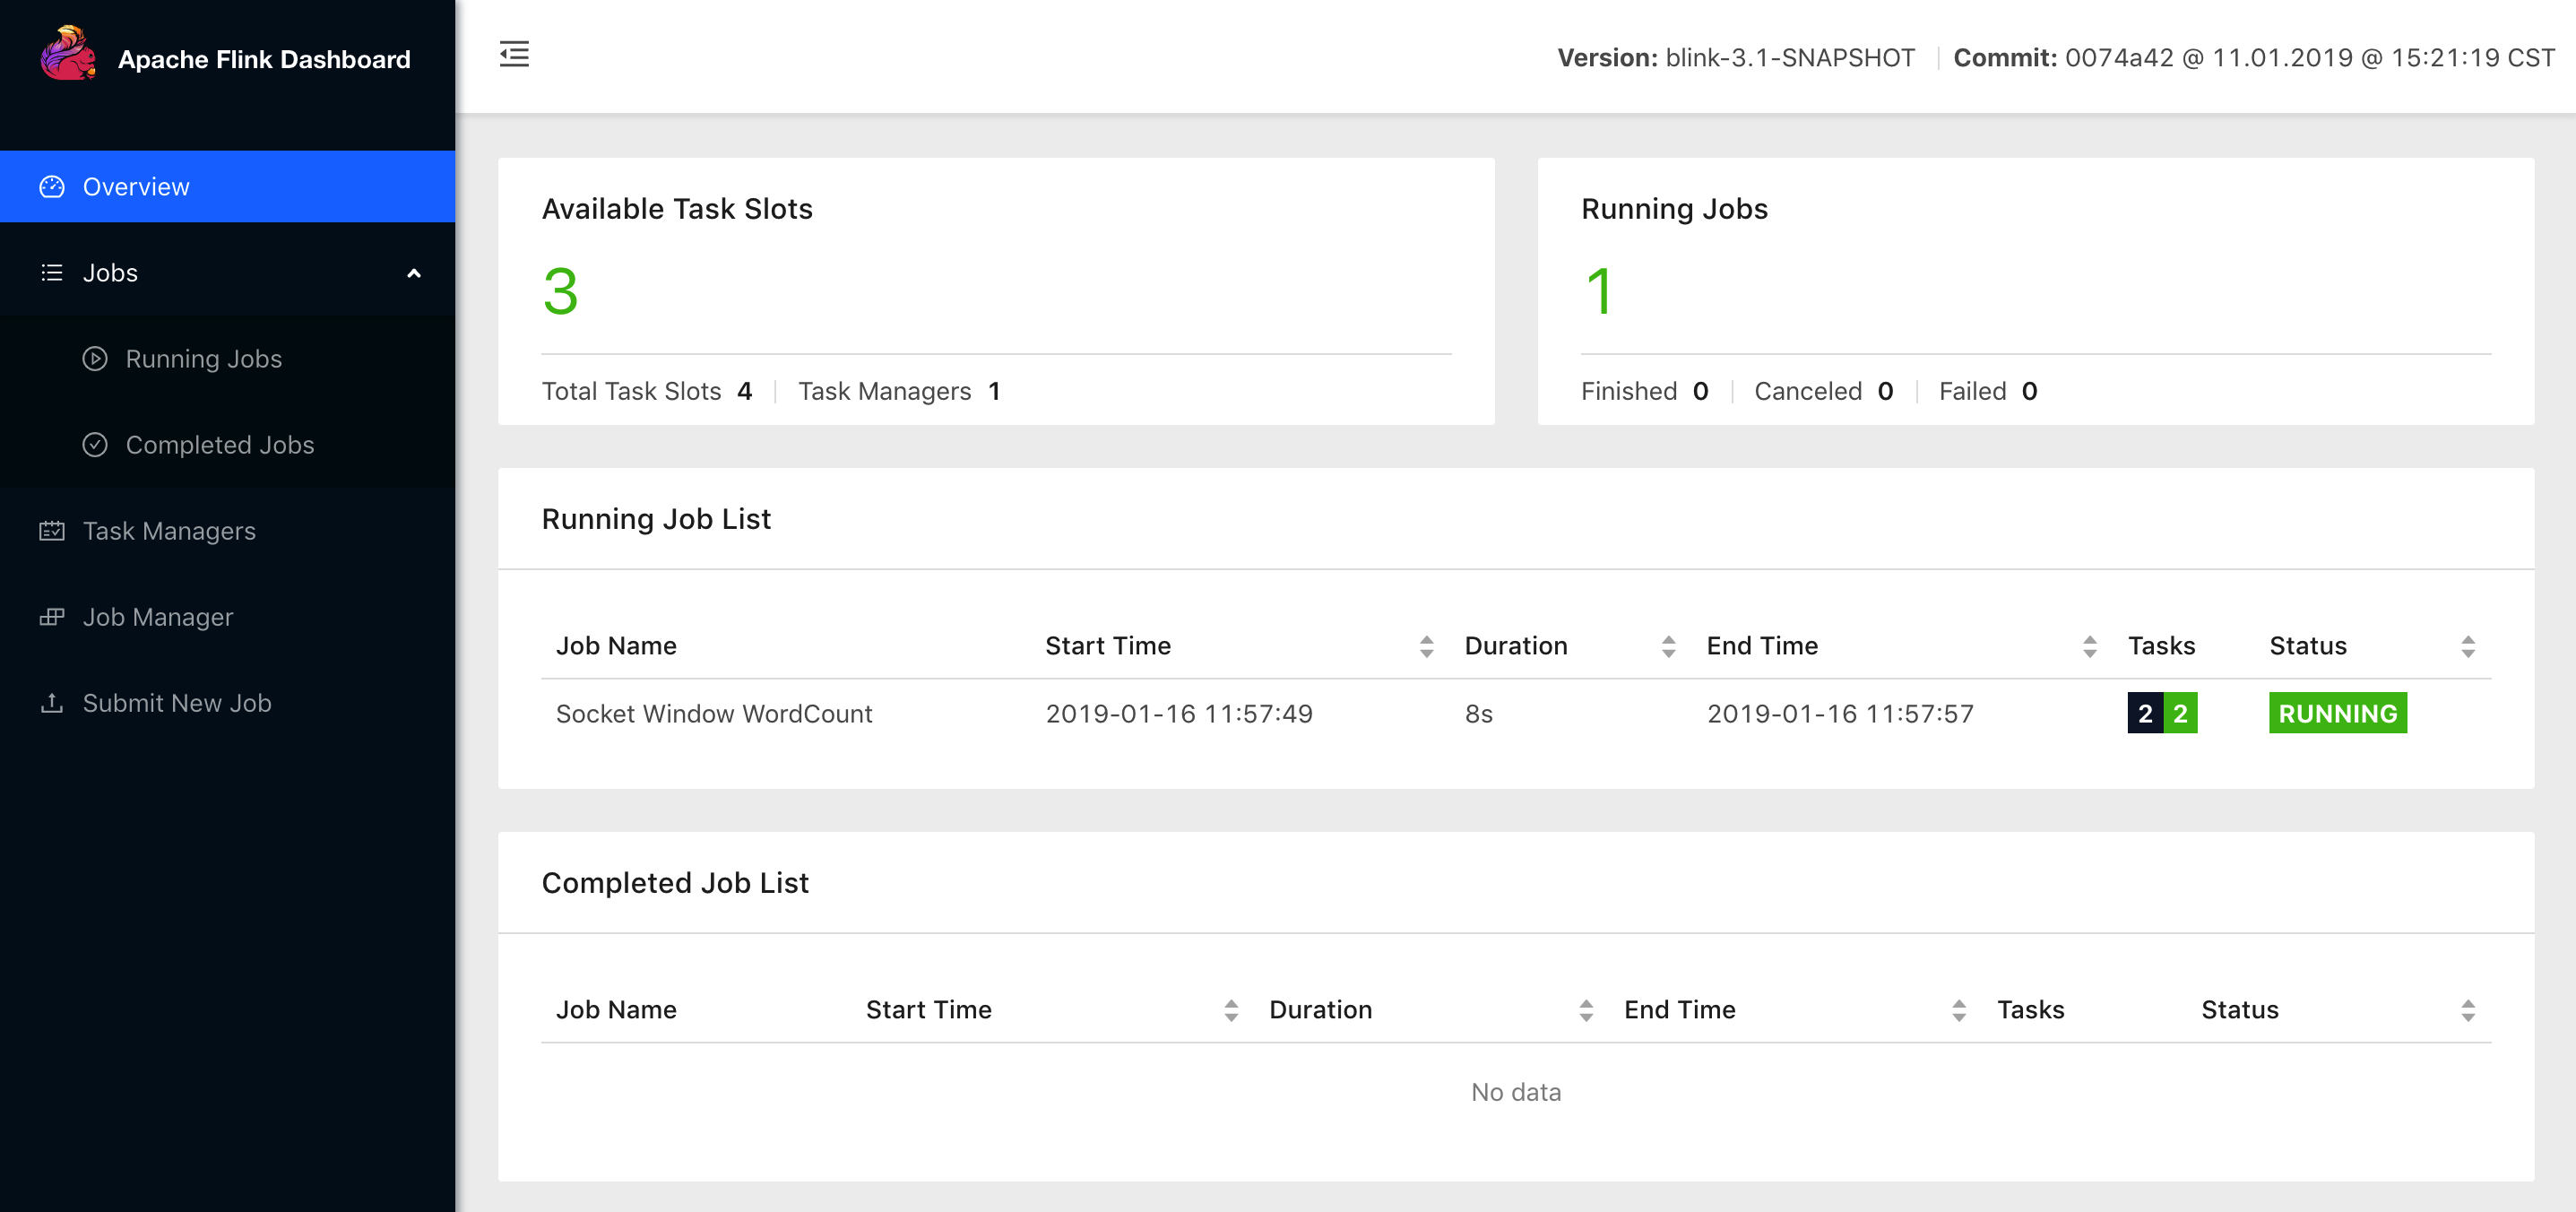 Apache Flink Dashboard
Version: blink-3.1-SNAPSHOT Commit: 0074a42 @ 11.01.2019 @ 15:21:19 CST
Overview
Jobs
Running Jobs
Completed Jobs
Task Managers
Job Manager
Submit New Job
Available Task Slots
3
Total Task Slots 4 Task Managers 1
Running Jobs
1
Finished 0 Canceled 0 Failed 0
Running Job List
Job Name Start Time Duration End Time Tasks Status
Socket Window WordCount 2019-01-16 11:57:49 8s 2019-01-16 11:57:57 2 2 RUNNING
Completed Job List
Job Name Start Time Duration End Time Tasks Status
No data